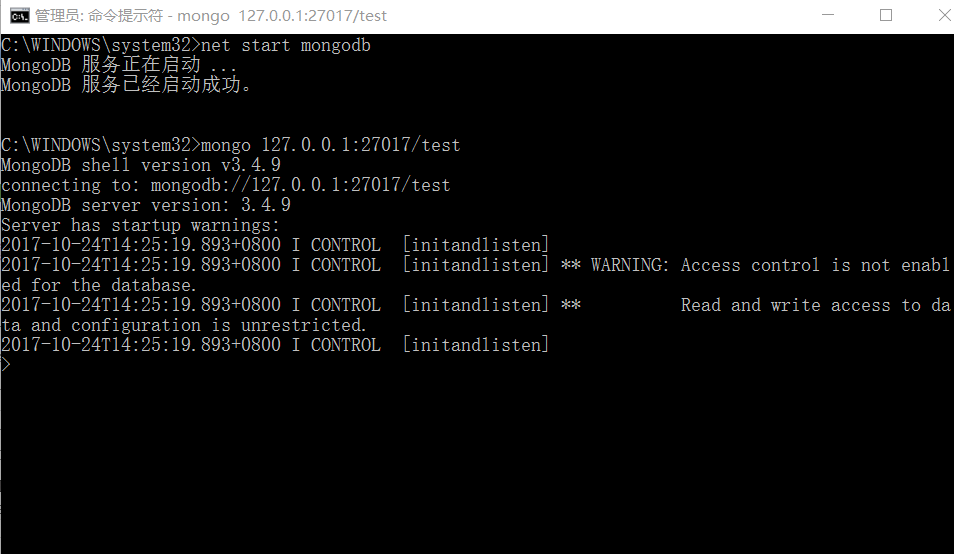 管理员: 命令提示符 - mongo  127.0.0.1:27017/test
C:\WINDOWS\system32>net start mongodb
MongoDB 服务正在启动 ...
MongoDB 服务已经启动成功。
C:\WINDOWS\system32>mongo 127.0.0.1:27017/test
MongoDB shell version v3.4.9
connecting to: mongodb://127.0.0.1:27017/test
MongoDB server version: 3.4.9
Server has startup warnings:
2017-10-24T14:25:19.893+0800 I CONTROL  [initandlisten]
2017-10-24T14:25:19.893+0800 I CONTROL  [initandlisten] ** WARNING: Access control is not enabl
ed for the database.
2017-10-24T14:25:19.893+0800 I CONTROL  [initandlisten] **          Read and write access to da
ta and configuration is unrestricted.
2017-10-24T14:25:19.893+0800 I CONTROL  [initandlisten]
>